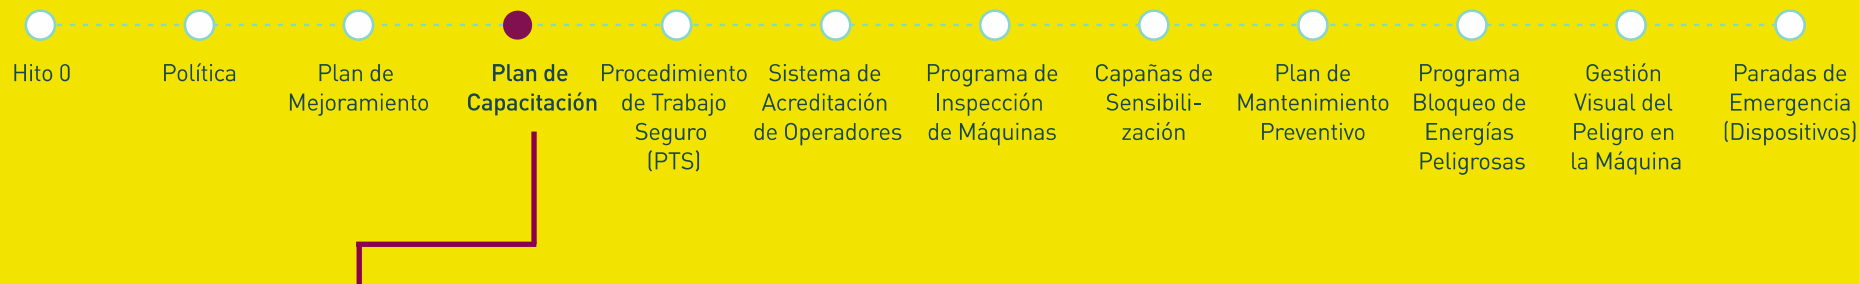 Hito 0
Política
Plan de
Mejoramiento
Plan de
Capacitación
Procedimiento
de Trabajo
Seguro
(PTS)
Sistema de
Acreditación
de Operadores
Programa de
Inspección
de Máquinas
Capañas de
Sensibili-
zación
Plan de
Mantenimiento
Preventivo
Programa
Bloqueo de
Energías
Peligrosas
Gestión
Visual del
Peligro en
la Máquina
Paradas de
Emergencia
(Dispositivos)